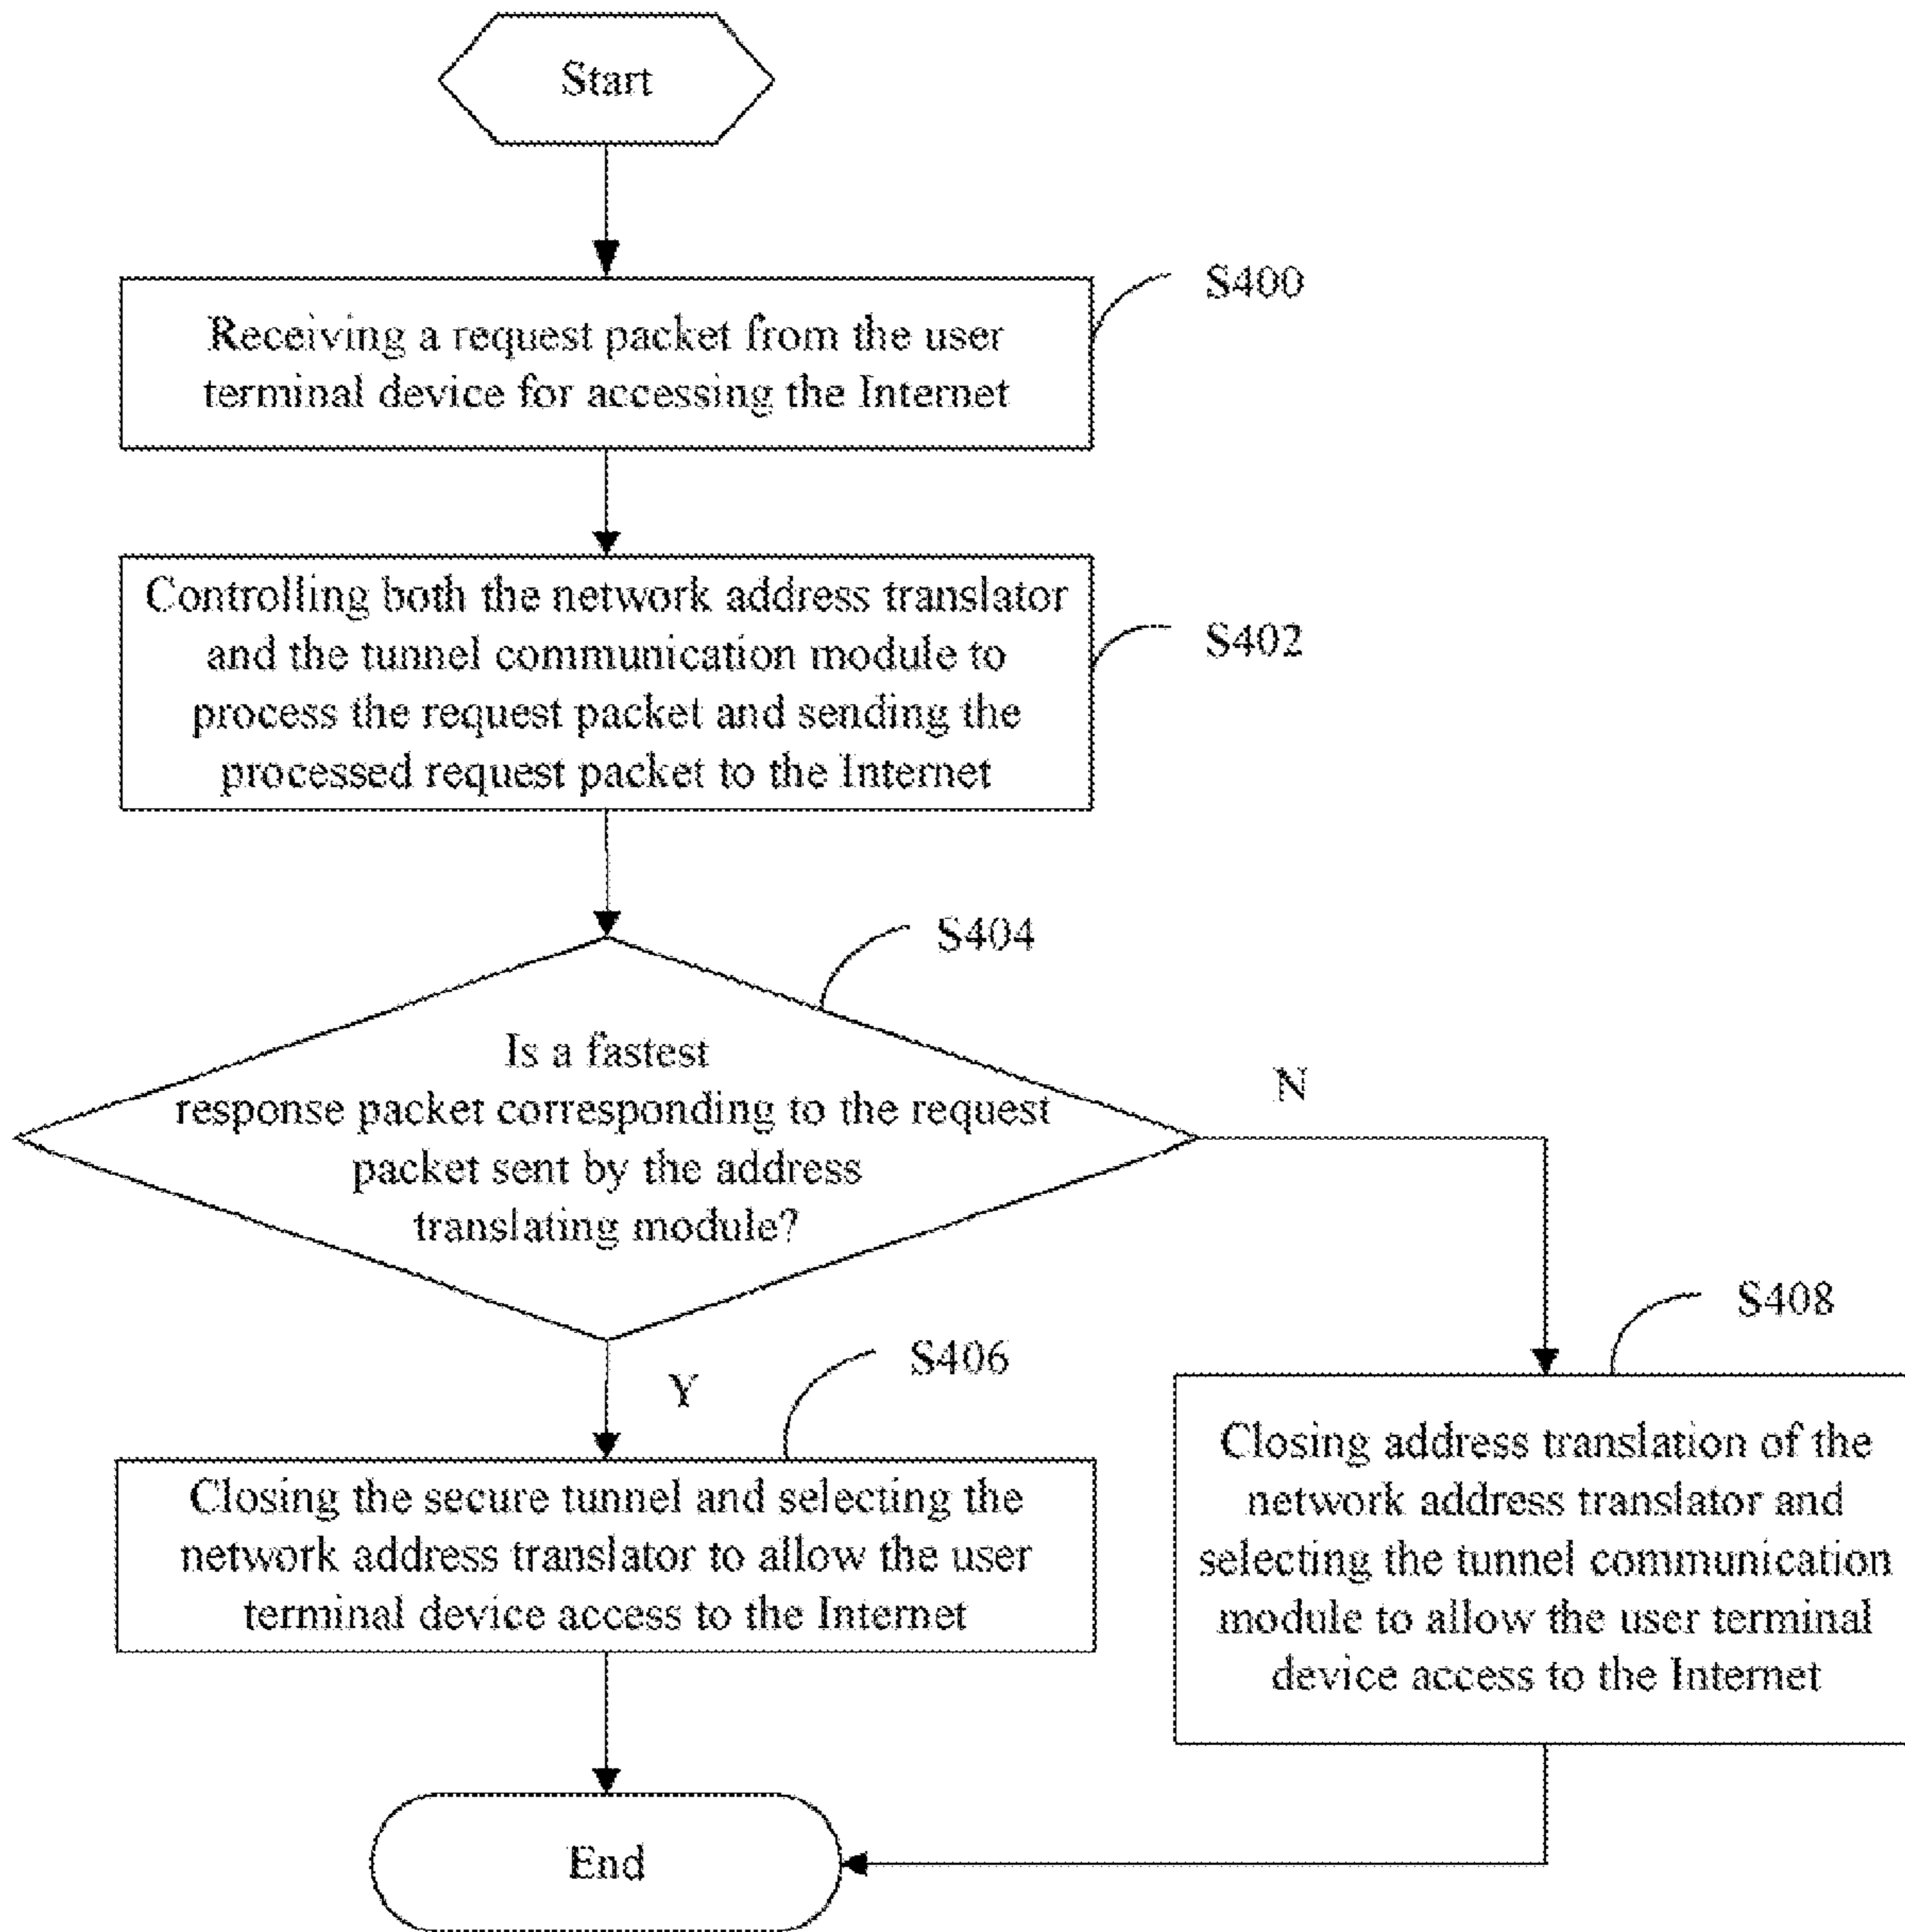 Start
S400
Receiving a request packet from the user
terminal device for accessing the Internet
S402
Controlling both the network address translator
and the tunnel communication module to
process the request packet and sending the
processed request packet to the Internet
S404
Is a fastest
response packet corresponding to the request
packet sent by the address
translating module?
N
Y
S406
Closing the secure tunnel and selecting the
network address translator to allow the user
terminal device access to the Internet
S408
Closing address translation of the
network address translator and
selecting the tunnel communication
module to allow the user terminal
device access to the Internet
End